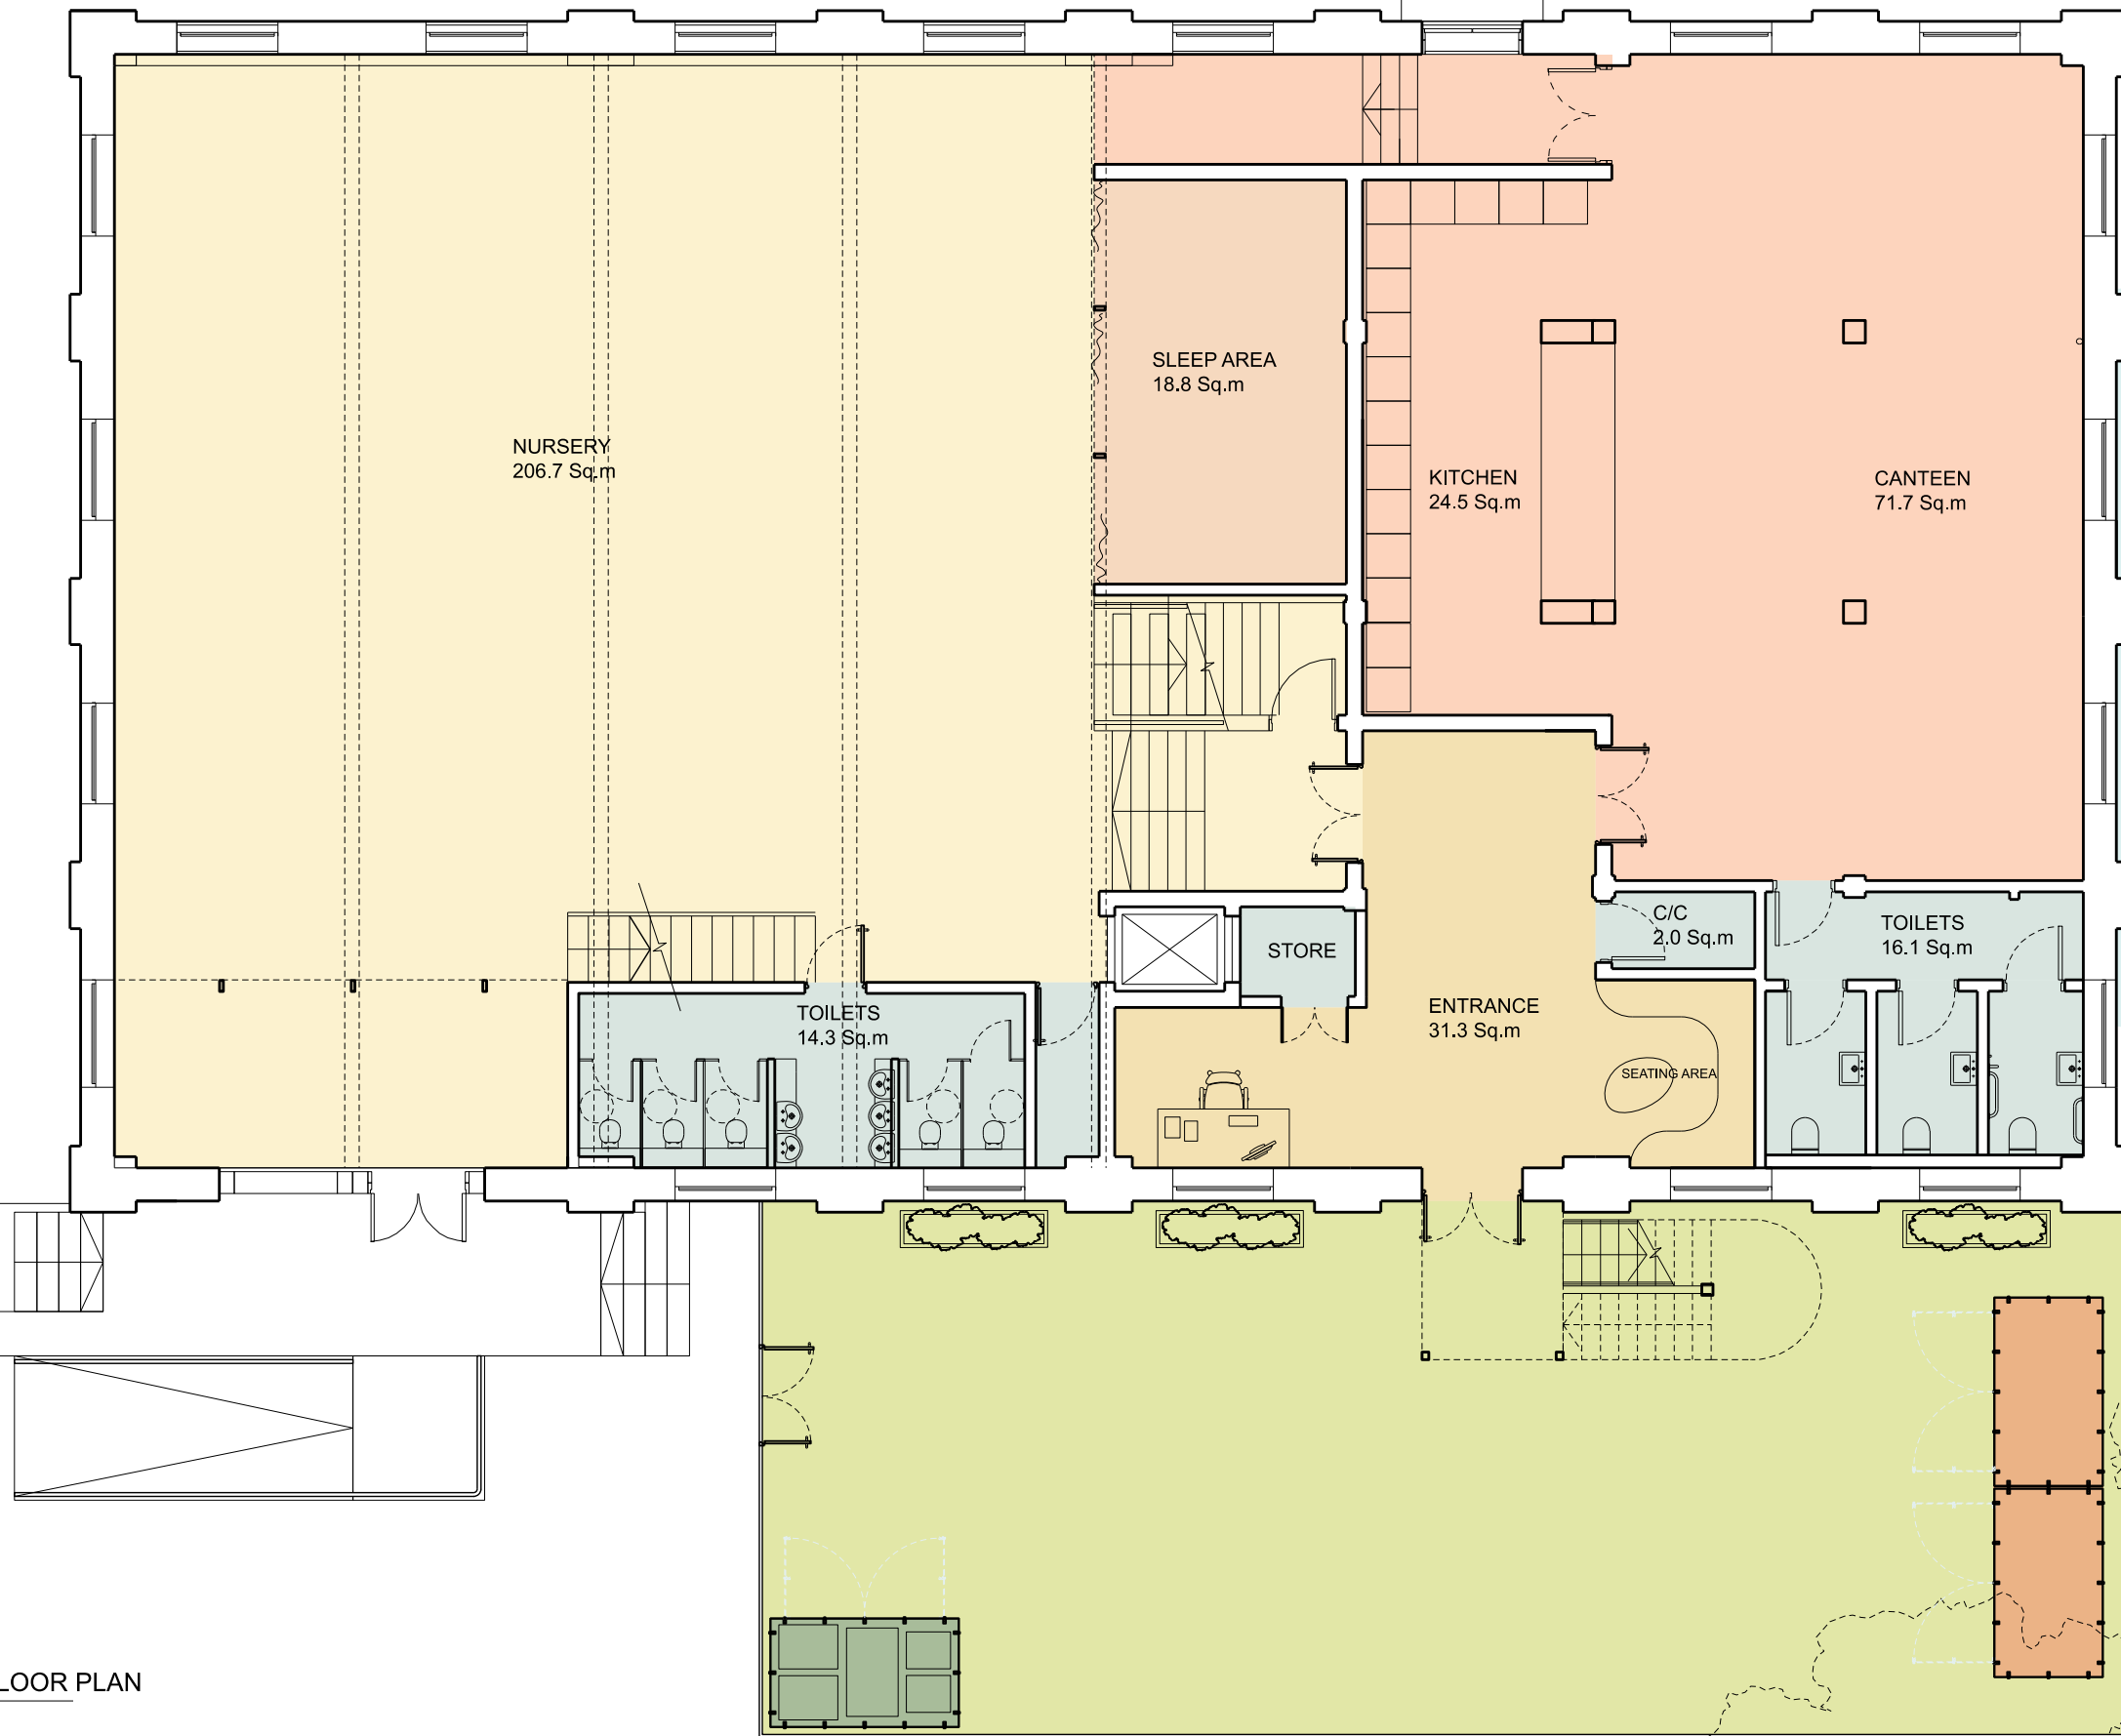 SLEEP AREA
18.8 Sq.m
NURSERY
206.7 Sq.m
KITCHEN
24.5 Sq.m
CANTEEN
71.7 Sq.m
C/C
2.0 Sq.m
TOILETS
16.1 Sq.m
STORE
TOILETS
14.3 Sq.m
ENTRANCE
31.3 Sq.m
SEATING AREA
LOOR PLAN